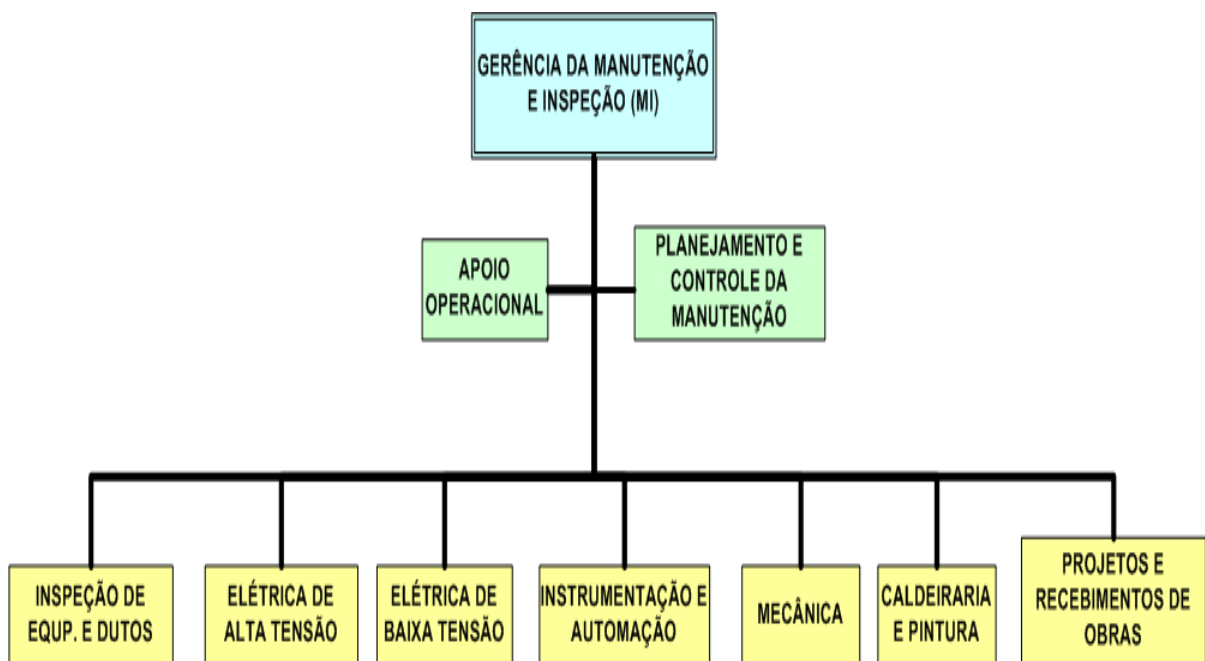 GERÊNCIA DA MANUTENÇÃO
E INSPEÇÃO (MI)
APOIO
OPERACIONAL
PLANEJAMENTO E
CONTROLE DA
MANUTENÇÃO
INSPEÇÃO DE
EQUP. E DUTOS
ELÉTRICA DE
ALTA TENSÃO
ELÉTRICA DE
BAIXA TENSÃO
INSTRUMENTAÇÃO E
AUTOMAÇÃO
MECÂNICA
CALDEIRARIA
E PINTURA
PROJETOS E
RECEBIMENTOS DE
OBRAS